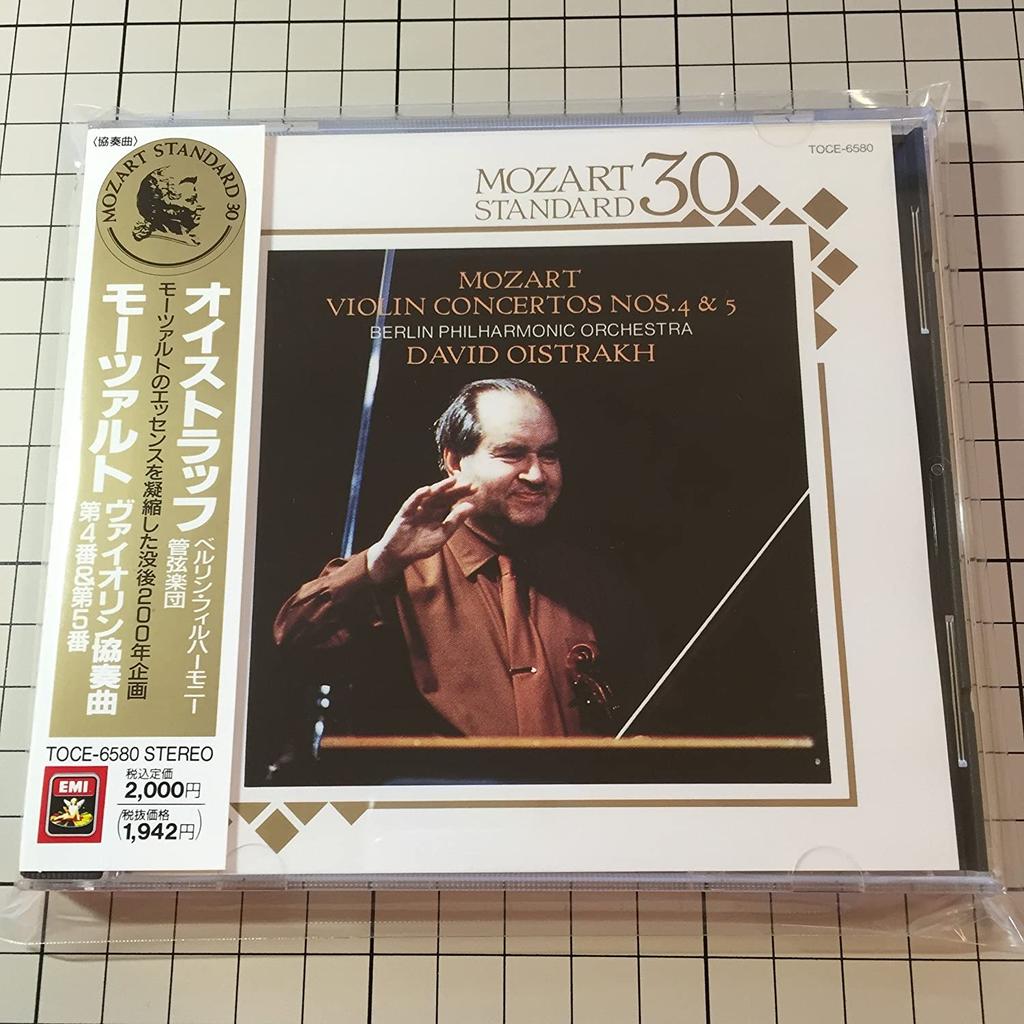 〈協奏曲〉
MOZART STANDARD 30
オイストラッフ
ベルリン・フィルハーモニー
管弦楽団
モーツァルトのエッセンスを凝縮した没後200年企画
モーツァルト
ヴァイオリン協奏曲
第4番&第5番
TOCE-6580 STEREO
EMI
税込定価
2,000円
(税抜価格
1,942円)
TOCE-6580
MOZART
STANDARD 30
MOZART
VIOLIN CONCERTOS NOS.4 & 5
BERLIN PHILHARMONIC ORCHESTRA
DAVID OISTRAKH